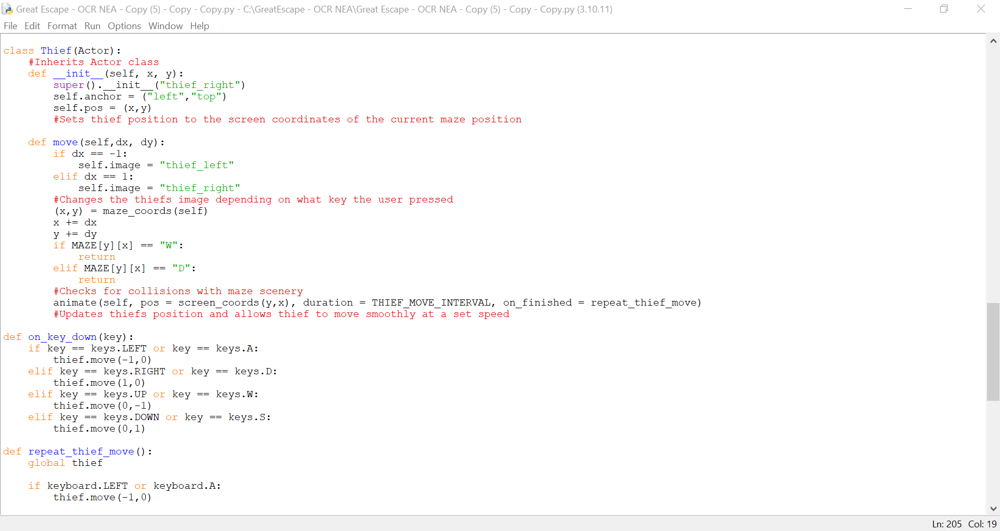 Great Escape - OCR NEA - Copy (5) - Copy - Copy.py - C:\GreatEscape - OCR NEA\Great Escape - OCR NEA - Copy (5) - Copy - Copy.py (3.10.11)
File Edit Format Run Options Window Help
class Thief(Actor):
    #Inherits Actor class
    def __init__(self, x, y):
        super().__init__("thief_right")
        self.anchor = ("left","top")
        self.pos = (x,y)
        #Sets thief position to the screen coordinates of the current maze position
    def move(self,dx, dy):
        if dx == -1:
            self.image = "thief_left"
        elif dx == 1:
            self.image = "thief_right"
        #Changes the thiefs image depending on what key the user pressed
        (x,y) = maze_coords(self)
        x += dx
        y += dy
        if MAZE[y][x] == "W":
            return
        elif MAZE[y][x] == "D":
            return
        #Checks for collisions with maze scenery
        animate(self, pos = screen_coords(y,x), duration = THIEF_MOVE_INTERVAL, on_finished = repeat_thief_move)
        #Updates thiefs position and allows thief to move smoothly at a set speed
def on_key_down(key):
    if key == keys.LEFT or key == keys.A:
        thief.move(-1,0)
    elif key == keys.RIGHT or key == keys.D:
        thief.move(1,0)
    elif key == keys.UP or key == keys.W:
        thief.move(0,-1)
    elif key == keys.DOWN or key == keys.S:
        thief.move(0,1)
def repeat_thief_move():
    global thief
    if keyboard.LEFT or keyboard.A:
        thief.move(-1,0)
Ln: 205 Col: 19